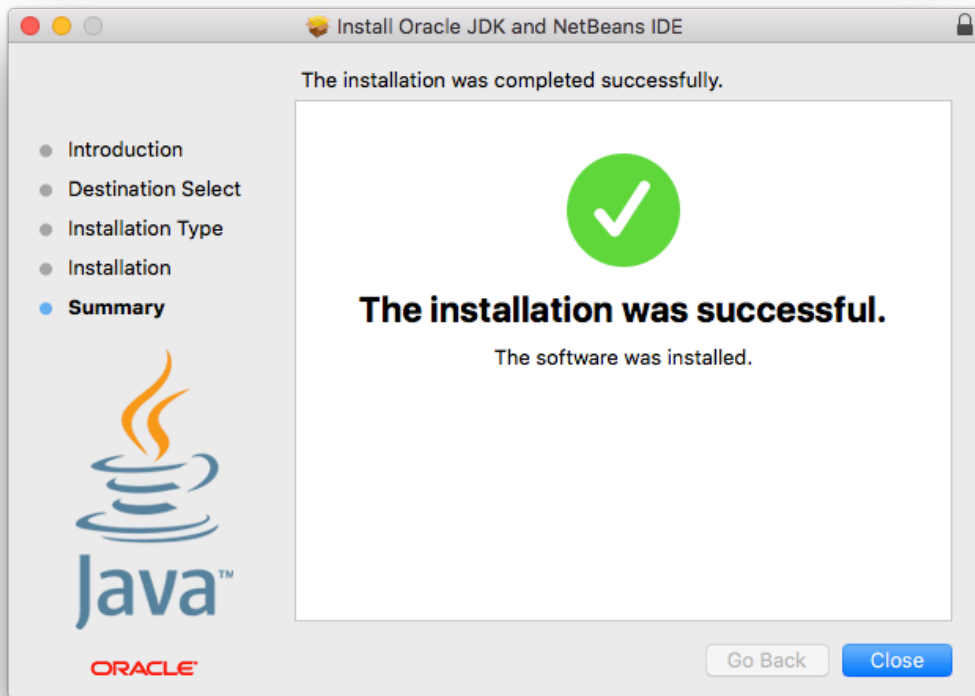 Install Oracle JDK and NetBeans IDE
The installation was completed successfully.
Introduction
Destination Select
Installation Type
Installation
Summary
The installation was successful.
The software was installed.
Java™
ORACLE®
Go Back
Close